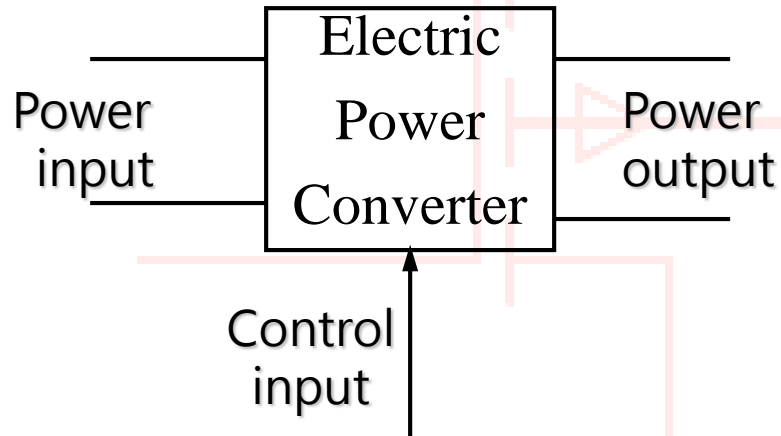 Electric
Power
Converter
Power
input
Power
output
Control
input